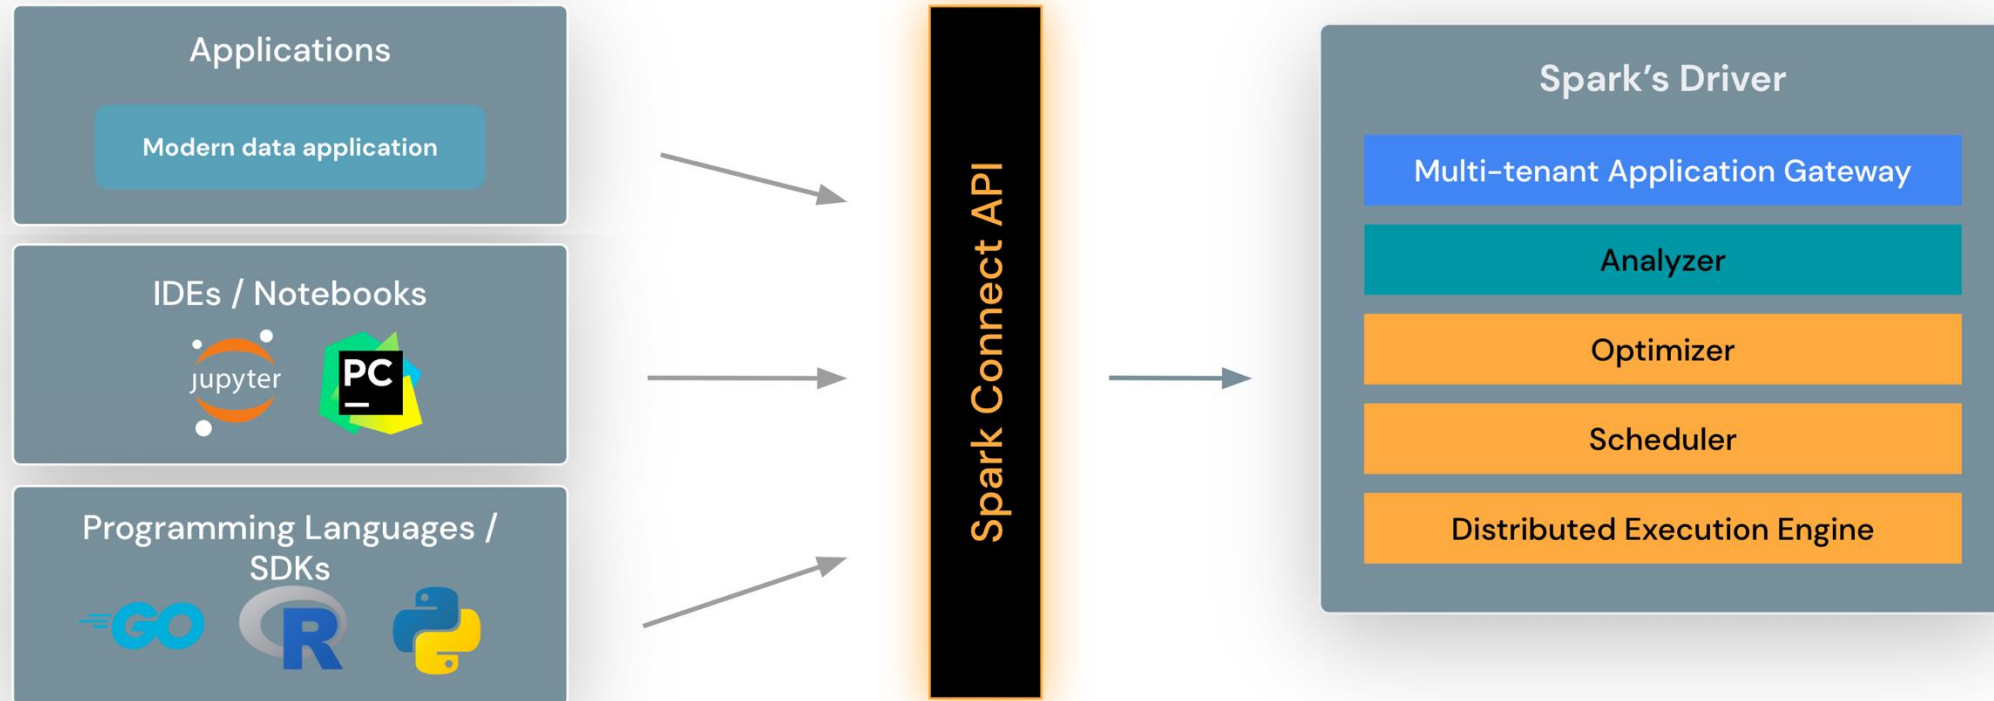 Applications
Modern data application
IDEs / Notebooks
jupyter
PC
Programming Languages /
SDKs
GO
R
Spark Connect API
Spark’s Driver
Multi-tenant Application Gateway
Analyzer
Optimizer
Scheduler
Distributed Execution Engine